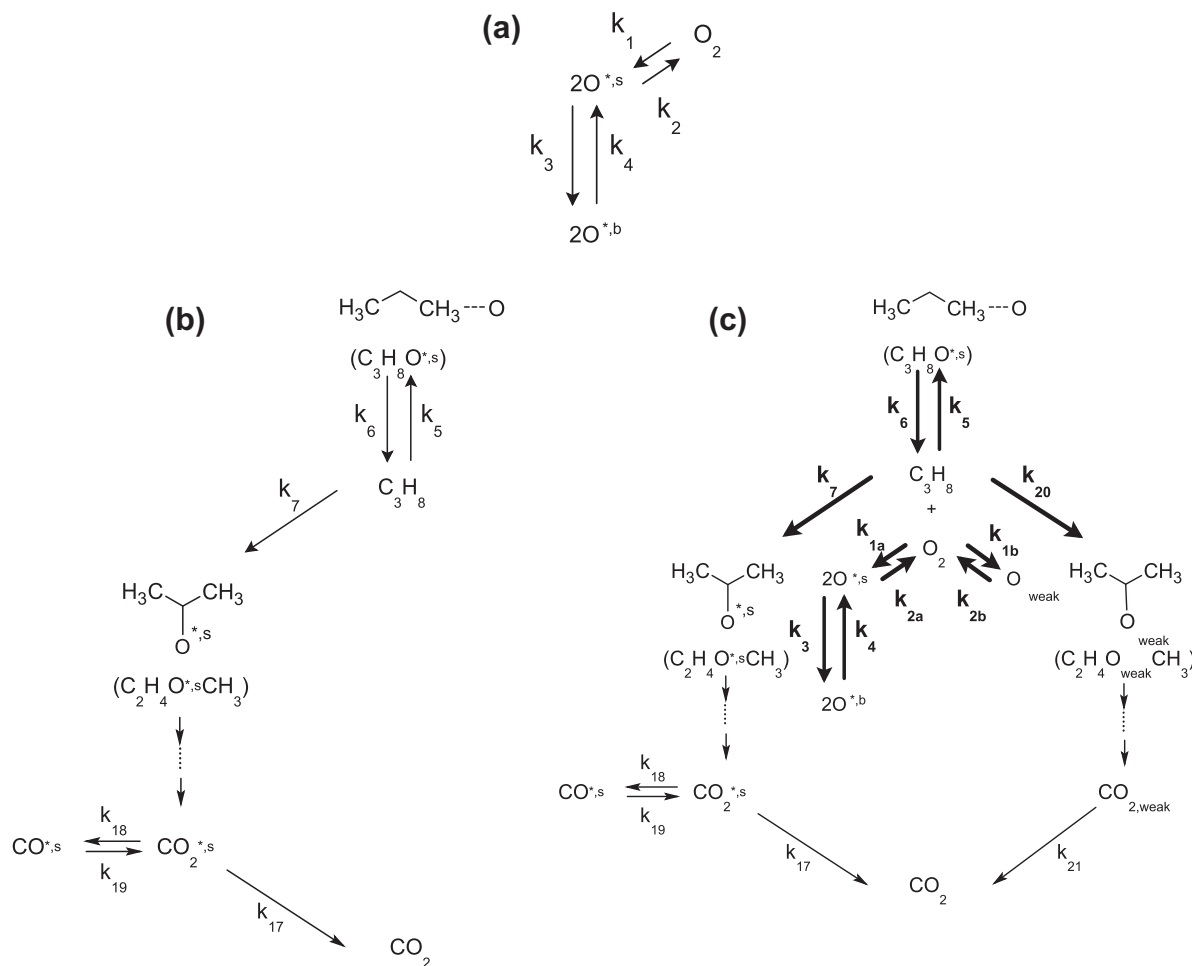 (a)
k1 O2
2O*,s
k2
k3 k4
2O*,b
(b)
H3C CH3---O
(C3H8O*,s)
k6 k5
C3H8
k7
H3C CH3
O*,s
(C2H4O*,sCH3)
k18
CO*,s CO2*,s
k19
k17
CO2
(c)
H3C CH3---O
(C3H8O*,s)
k6 k5
C3H8
k7 k20
+
k1a O2 k1b
H3C CH3 2O*,s Oweak H3C CH3
k2a k2b
O*,s k3 k4 Oweak
(C2H4O*,sCH3) (C2H4OweakCH3)
2O*,b
k18
CO*,s CO2*,s CO2,weak
k19
k17 k21
CO2